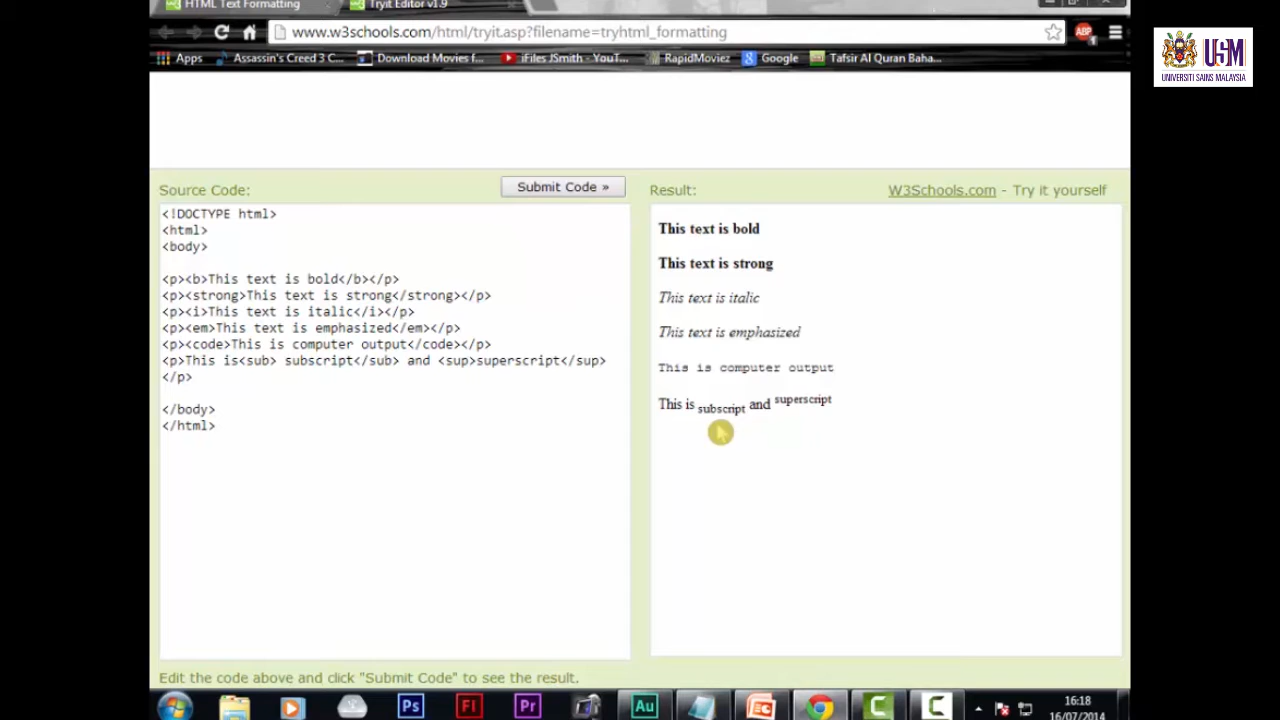 HTML Text Formatting
Tryit Editor v1.9
www.w3schools.com/html/tryit.asp?filename=tryhtml_formatting
ABP
1
Apps
Assassin's Creed 3 C...
Download Movies f...
iFiles JSmith - YouT...
RapidMoviez
Google
Tafsir Al Quran Baha...
USM
UNIVERSITI SAINS MALAYSIA
Source Code:
Submit Code »
Result:
W3Schools.com - Try it yourself
<!DOCTYPE html>
<html>
<body>
<p><b>This text is bold</b></p>
<p><strong>This text is strong</strong></p>
<p><i>This text is italic</i></p>
<p><em>This text is emphasized</em></p>
<p><code>This is computer output</code></p>
<p>This is<sub> subscript</sub> and <sup>superscript</sup>
</p>
</body>
</html>
This text is bold
This text is strong
This text is italic
This text is emphasized
This is computer output
This is subscript and superscript
Edit the code above and click "Submit Code" to see the result.
Ps
Fl
Pr
Au
16:18
16/07/2014